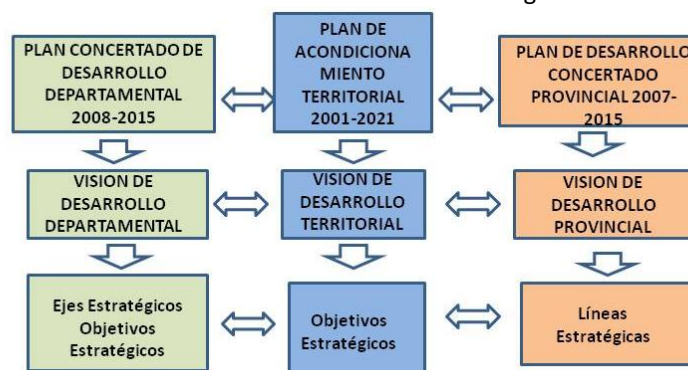 PLAN CONCERTADO DE
DESARROLLO
DEPARTAMENTAL
2008-2015
PLAN DE
ACONDICIONA
MIENTO
TERRITORIAL
2001-2021
PLAN DE DESARROLLO
CONCERTADO
PROVINCIAL 2007-
2015
VISION DE
DESARROLLO
DEPARTAMENTAL
VISION DE
DESARROLLO
TERRITORIAL
VISION DE
DESARROLLO
PROVINCIAL
Ejes Estratégicos
Objetivos
Estratégicos
Objetivos
Estratégicos
Líneas
Estratégicas